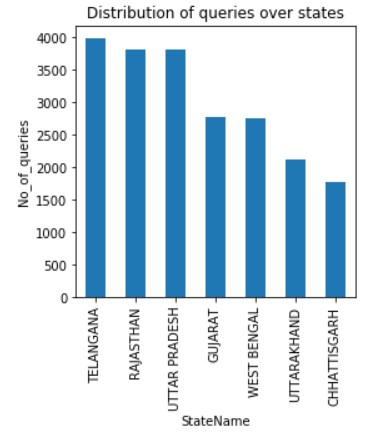 Distribution of queries over states
No_of_queries
4000
3500
3000
2500
2000
1500
1000
500
0
TELANGANA
RAJASTHAN
UTTAR PRADESH
GUJARAT
WEST BENGAL
UTTARAKHAND
CHHATTISGARH
StateName